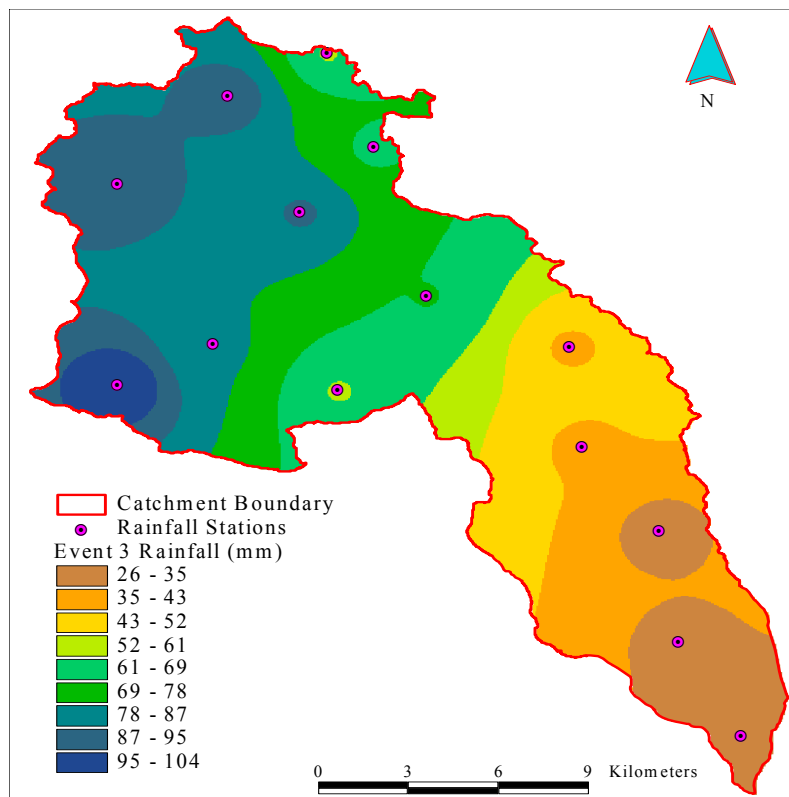 N
Catchment Boundary
Rainfall Stations
Event 3 Rainfall (mm)
26 - 35
35 - 43
43 - 52
52 - 61
61 - 69
69 - 78
78 - 87
87 - 95
95 - 104
0 3 6 9 Kilometers